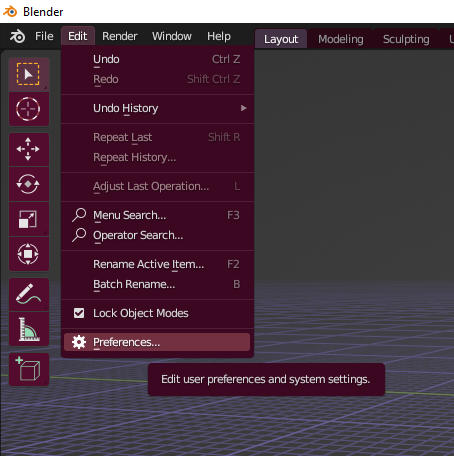 Blender
File Edit Render Window Help Layout Modeling Sculpting
Undo Ctrl Z
Redo Shift Ctrl Z
Undo History
Repeat Last Shift R
Repeat History...
Adjust Last Operation... L
Menu Search... F3
Operator Search...
Rename Active Item... F2
Batch Rename... B
Lock Object Modes
Preferences...
Edit user preferences and system settings.